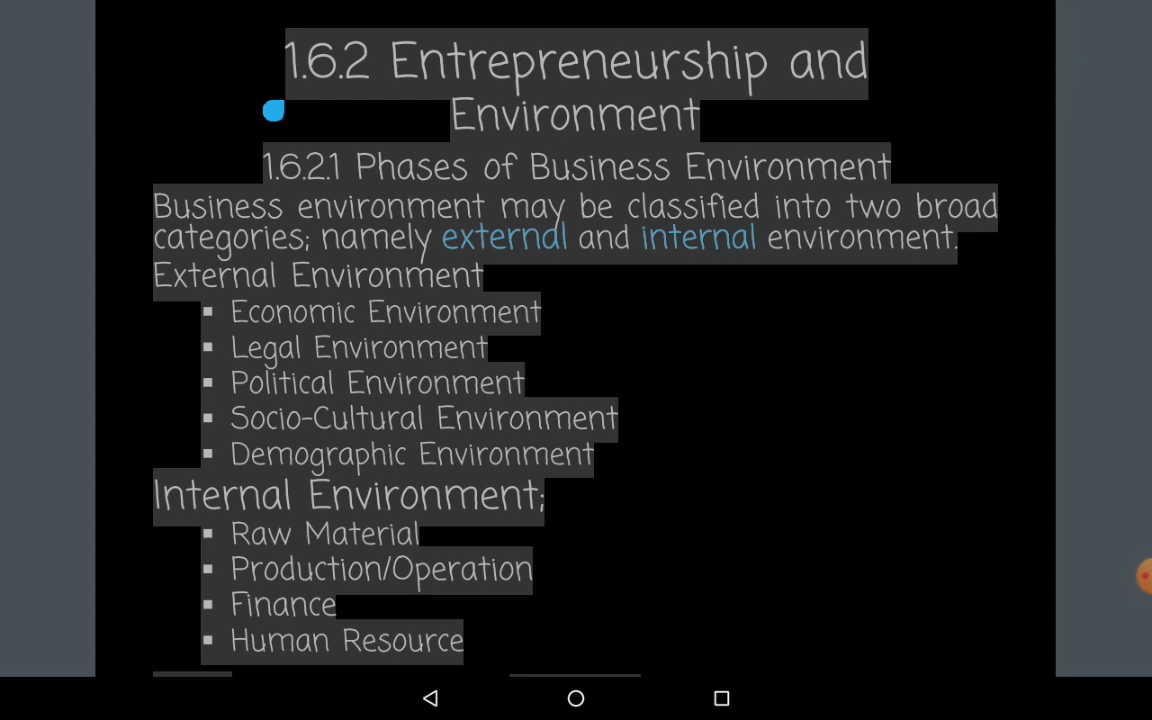 1.6.2 Entrepreneurship and
Environment
1.6.2.1 Phases of Business Environment
Business environment may be classified into two broad
categories; namely external and internal environment.
External Environment
▪ Economic Environment
▪ Legal Environment
▪ Political Environment
▪ Socio-Cultural Environment
▪ Demographic Environment
Internal Environment;
▪ Raw Material
▪ Production/Operation
▪ Finance
▪ Human Resource